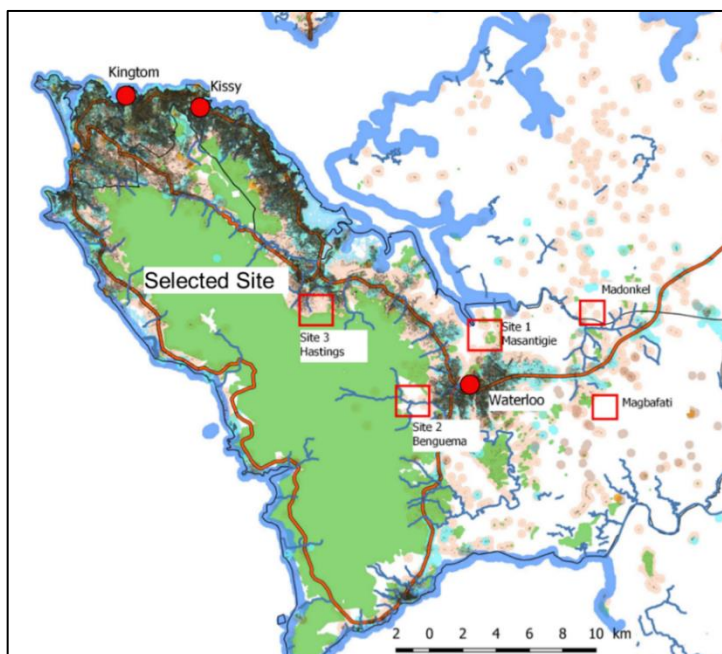 Kingtom
Kissy
Selected Site
Madonkel
Site 3
Hastings
Site 1
Masantigie
Waterloo
Magbafati
Site 2
Benguema
2 0 2 4 6 8 10 km